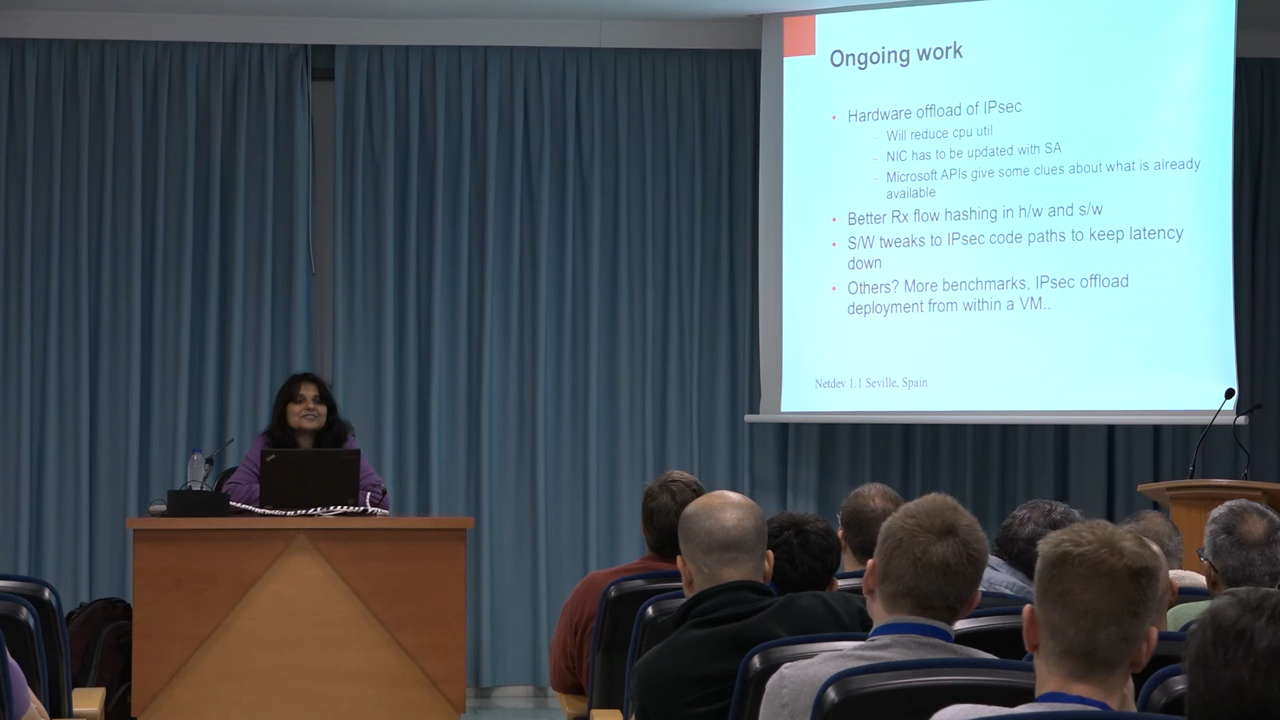 Ongoing work
• Hardware offload of IPsec
– Will reduce cpu util
– NIC has to be updated with SA
– Microsoft APIs give some clues about what is already
available
• Better Rx flow hashing in h/w and s/w
• S/W tweaks to IPsec code paths to keep latency
down
• Others? More benchmarks, IPsec offload
deployment from within a VM..
Netdev 1.1 Seville, Spain